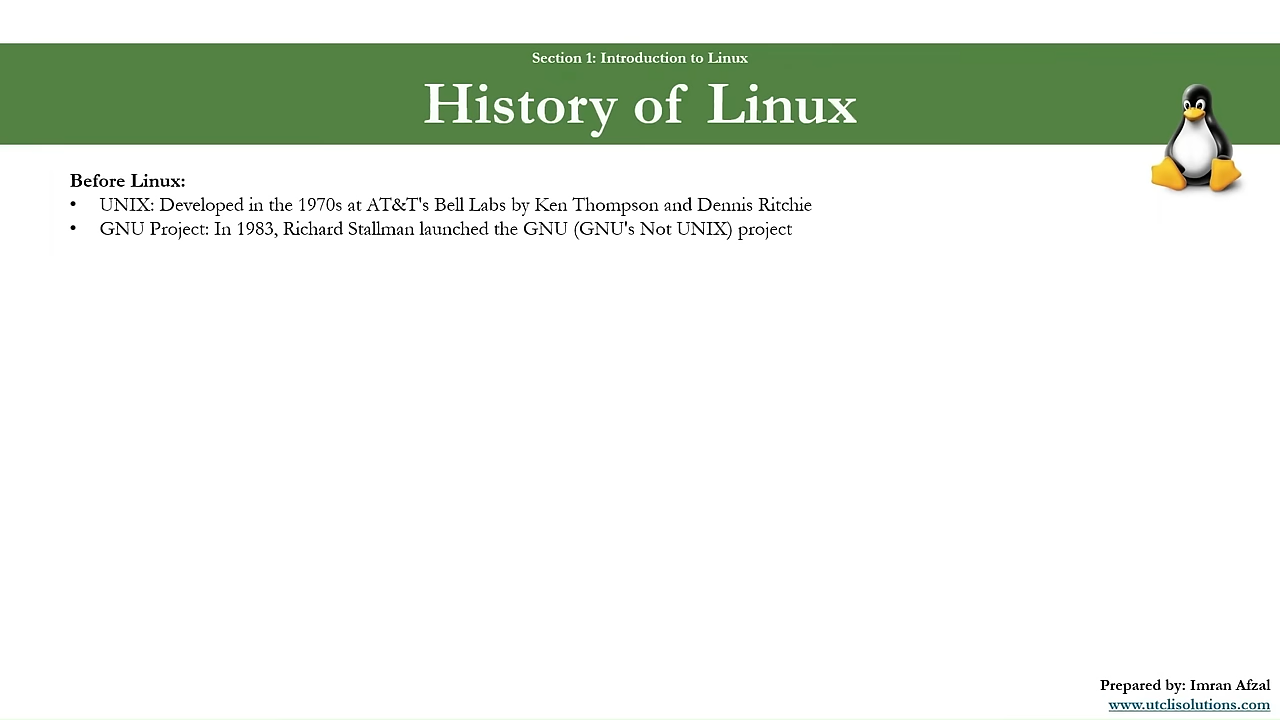 Section 1: Introduction to Linux
History of Linux
Before Linux:
• UNIX: Developed in the 1970s at AT&T's Bell Labs by Ken Thompson and Dennis Ritchie
• GNU Project: In 1983, Richard Stallman launched the GNU (GNU's Not UNIX) project
Prepared by: Imran Afzal
www.utclisolutions.com